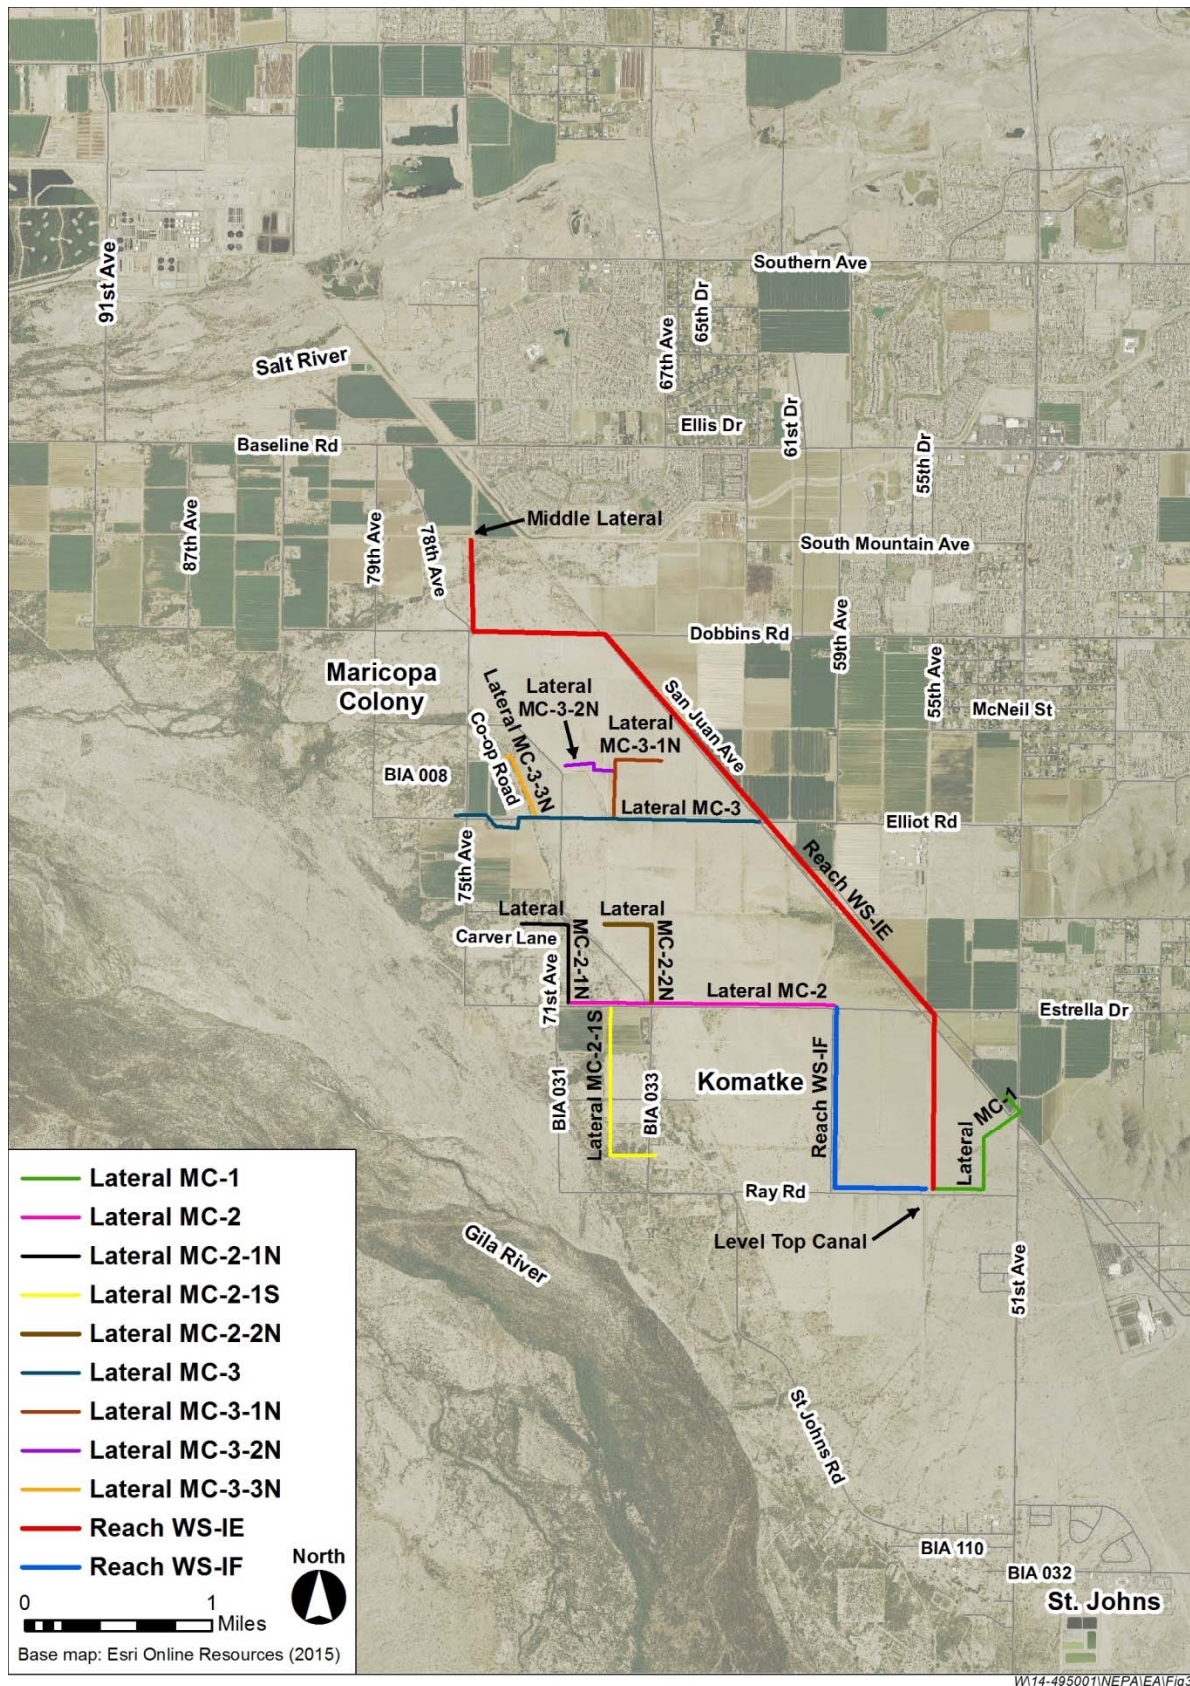 Southern Ave
91st Ave
65th Dr
67th Ave
Salt River
61st Dr
Ellis Dr
Baseline Rd
55th Dr
87th Ave
79th Ave
78th Ave
Middle Lateral
South Mountain Ave
59th Ave
Dobbins Rd
55th Ave
Maricopa
Colony
Lateral MC-3-3N
Lateral
MC-3-2N
San Juan Ave
McNeil St
Lateral
MC-3-1N
Co-op Road
BIA 008
Lateral MC-3
Elliot Rd
75th Ave
Reach WS-IE
Lateral
MC-2-1N
Lateral
MC-2-2N
Carver Lane
71st Ave
Lateral MC-2
Estrella Dr
Lateral MC-2-1S
Reach WS-IF
Komatke
BIA 031
BIA 033
Lateral MC-1
Ray Rd
Level Top Canal
Gila River
51st Ave
St Johns Rd
BIA 110
BIA 032
St. Johns
Lateral MC-1
Lateral MC-2
Lateral MC-2-1N
Lateral MC-2-1S
Lateral MC-2-2N
Lateral MC-3
Lateral MC-3-1N
Lateral MC-3-2N
Lateral MC-3-3N
Reach WS-IE
Reach WS-IF
North
0 1
Miles
Base map: Esri Online Resources (2015)
W\14-495001\NEPA\EA\Fig3